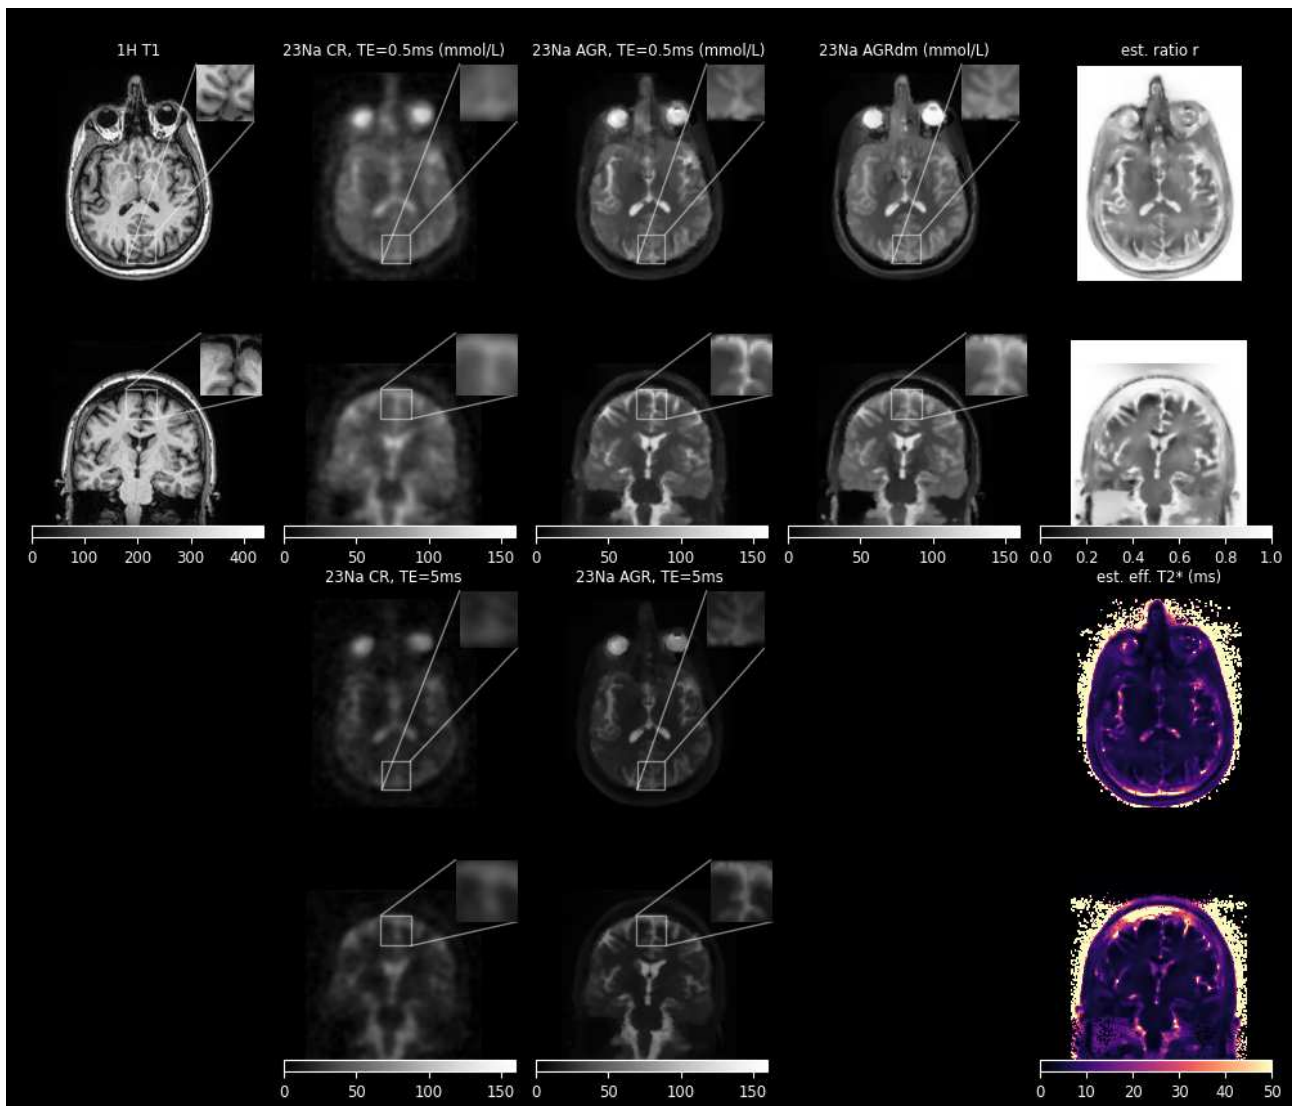 1H T1
23Na CR, TE=0.5ms (mmol/L)
23Na AGR, TE=0.5ms (mmol/L)
23Na AGRdm (mmol/L)
est. ratio r
0 100 200 300 400
0 50 100 150
0 50 100 150
0 50 100 150
0.0 0.2 0.4 0.6 0.8 1.0
23Na CR, TE=5ms
23Na AGR, TE=5ms
est. eff. T2* (ms)
0 50 100 150
0 50 100 150
0 10 20 30 40 50